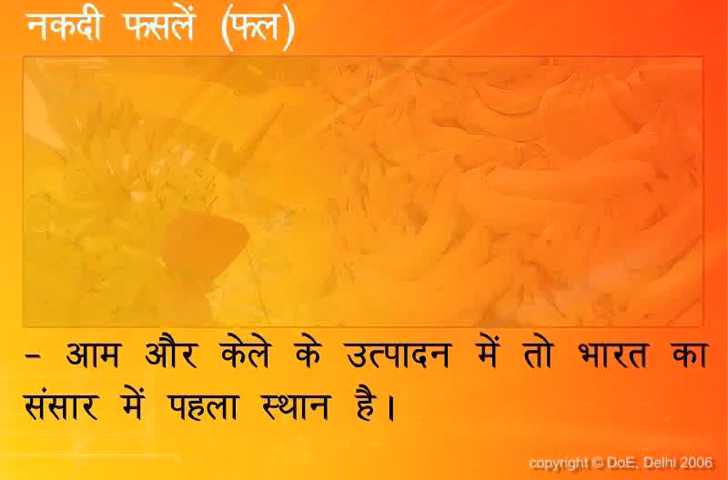 नकदी फसलें (फल)
– आम और केले के उत्पादन में तो भारत का
संसार में पहला स्थान है।
copyright © DoE, Delhi 2006